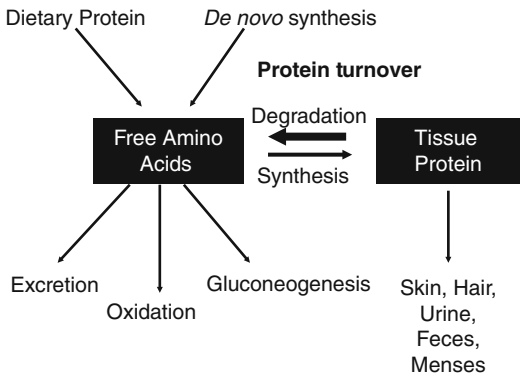 Dietary Protein
De novo synthesis
Protein turnover
Degradation
Free Amino
Acids
Tissue
Protein
Synthesis
Excretion
Oxidation
Gluconeogenesis
Skin, Hair,
Urine,
Feces,
Menses